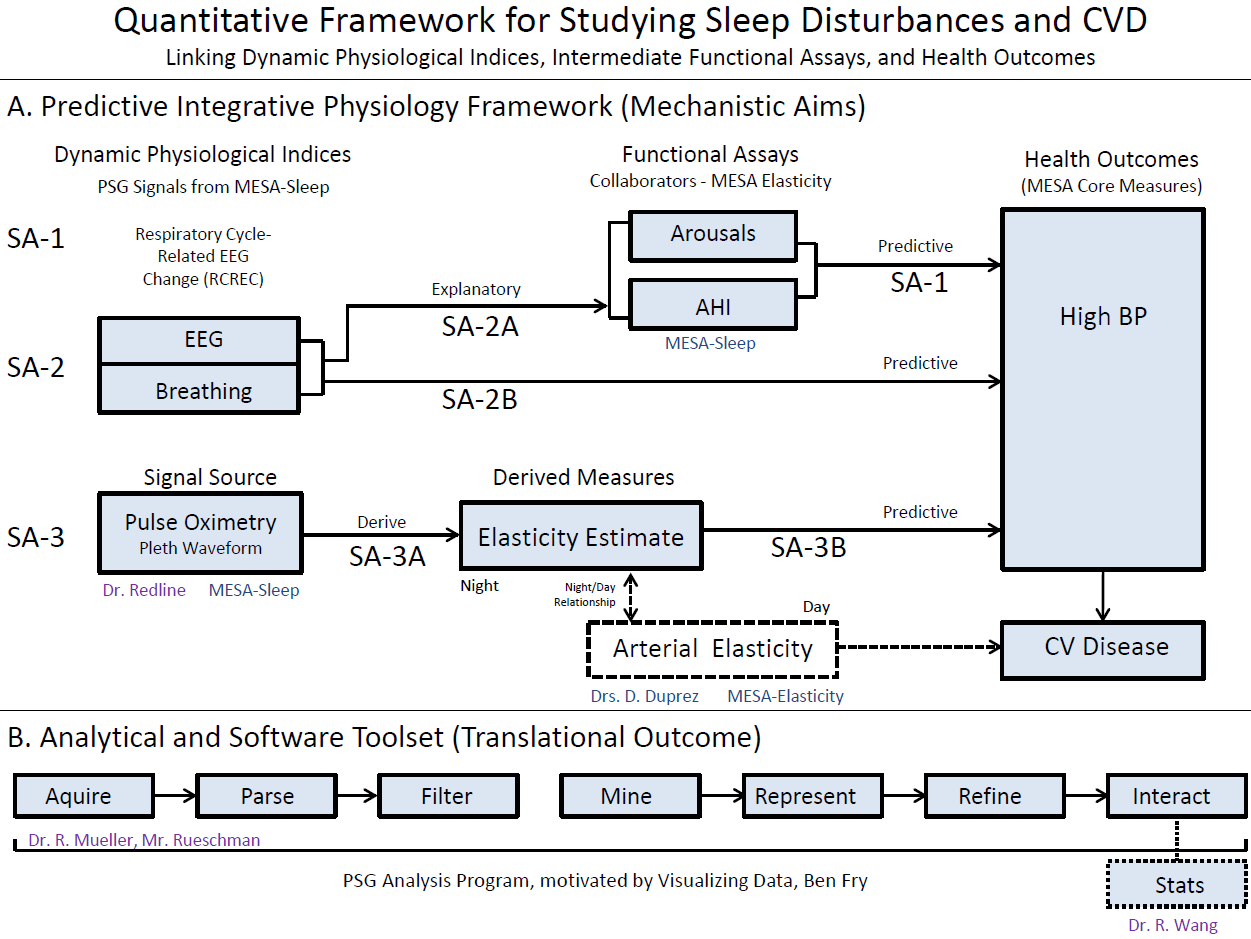 Quantitative Framework for Studying Sleep Disturbances and CVD
Linking Dynamic Physiological Indices, Intermediate Functional Assays, and Health Outcomes
A. Predictive Integrative Physiology Framework (Mechanistic Aims)
Dynamic Physiological Indices
PSG Signals from MESA-Sleep
Functional Assays
Collaborators - MESA Elasticity
Health Outcomes
(MESA Core Measures)
SA-1
Respiratory Cycle-
Related EEG
Change (RCREC)
Arousals
AHI
MESA-Sleep
Predictive
SA-1
High BP
Explanatory
SA-2A
SA-2
EEG
Breathing
SA-2B
Predictive
Signal Source
Derived Measures
SA-3
Pulse Oximetry
Pleth Waveform
Dr. Redline MESA-Sleep
Derive
SA-3A
Elasticity Estimate
Predictive
SA-3B
Night
Night/Day
Relationship
Day
Arterial Elasticity
Drs. D. Duprez MESA-Elasticity
CV Disease
B. Analytical and Software Toolset (Translational Outcome)
Aquire
Parse
Filter
Mine
Represent
Refine
Interact
Dr. R. Mueller, Mr. Rueschman
PSG Analysis Program, motivated by Visualizing Data, Ben Fry
Stats
Dr. R. Wang